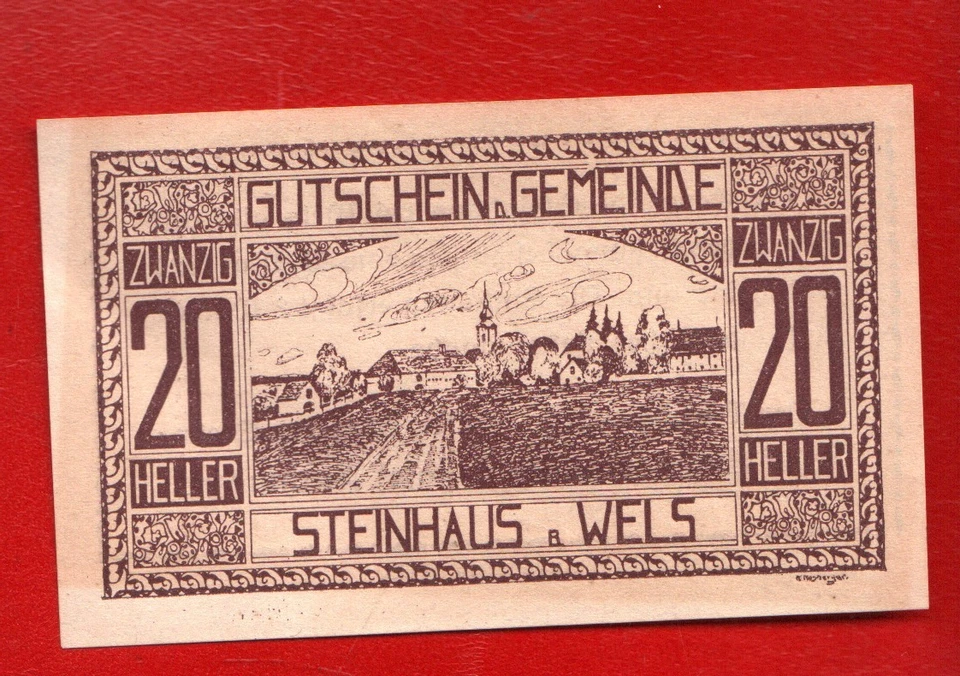 GUTSCHEIN D. GEMEINDE
ZWANZIG
20
HELLER
ZWANZIG
20
HELLER
STEINHAUS B WELS